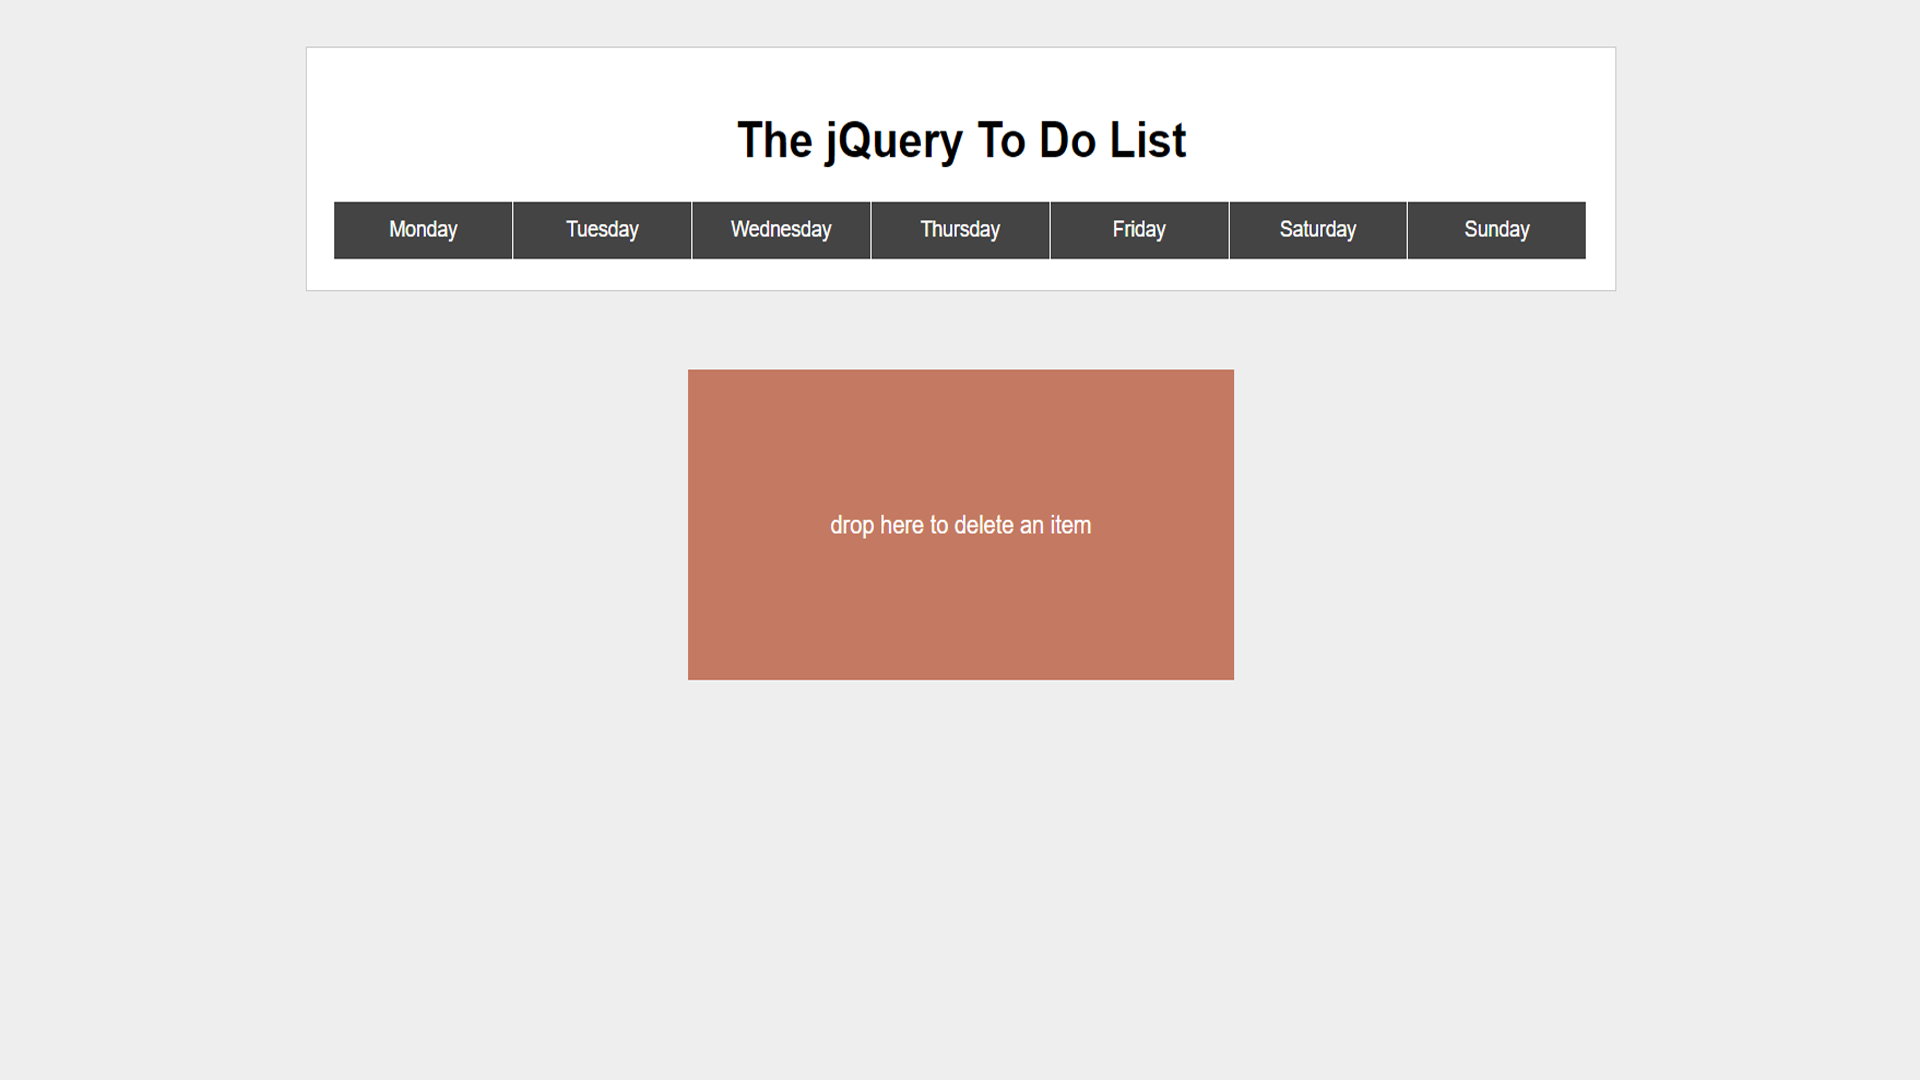 The jQuery To Do List
Monday Tuesday Wednesday Thursday Friday Saturday Sunday
drop here to delete an item